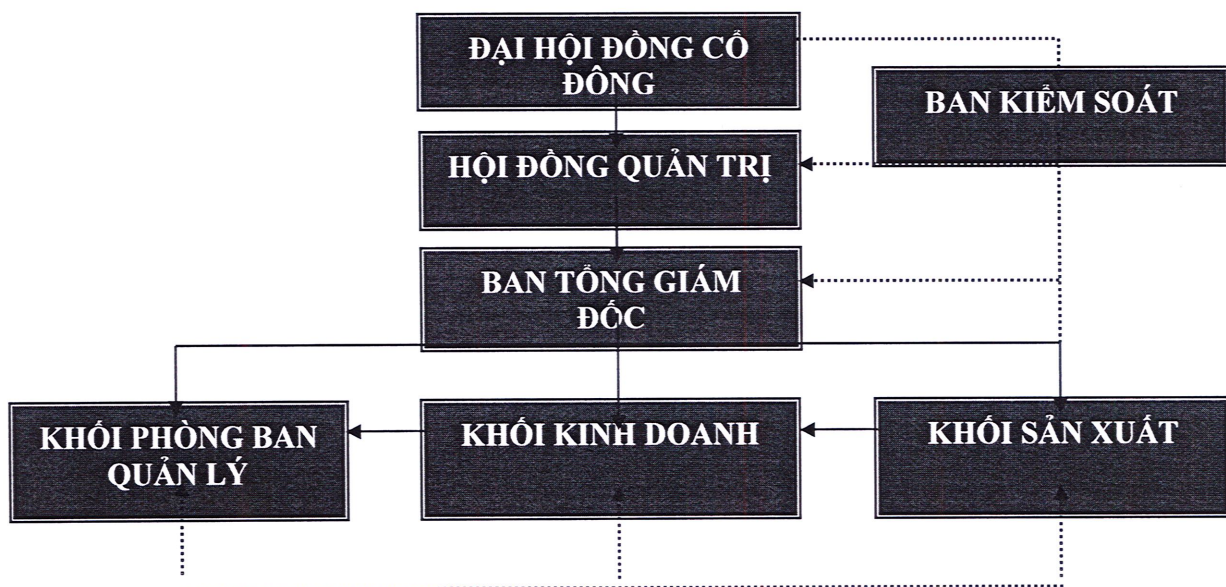 ĐẠI HỘI ĐỒNG CỔ
ĐÔNG
BAN KIỂM SOÁT
HỘI ĐỒNG QUẢN TRỊ
BAN TỔNG GIÁM
ĐỐC
KHỐI PHÒNG BAN
QUẢN LÝ
KHỐI KINH DOANH
KHỐI SẢN XUẤT